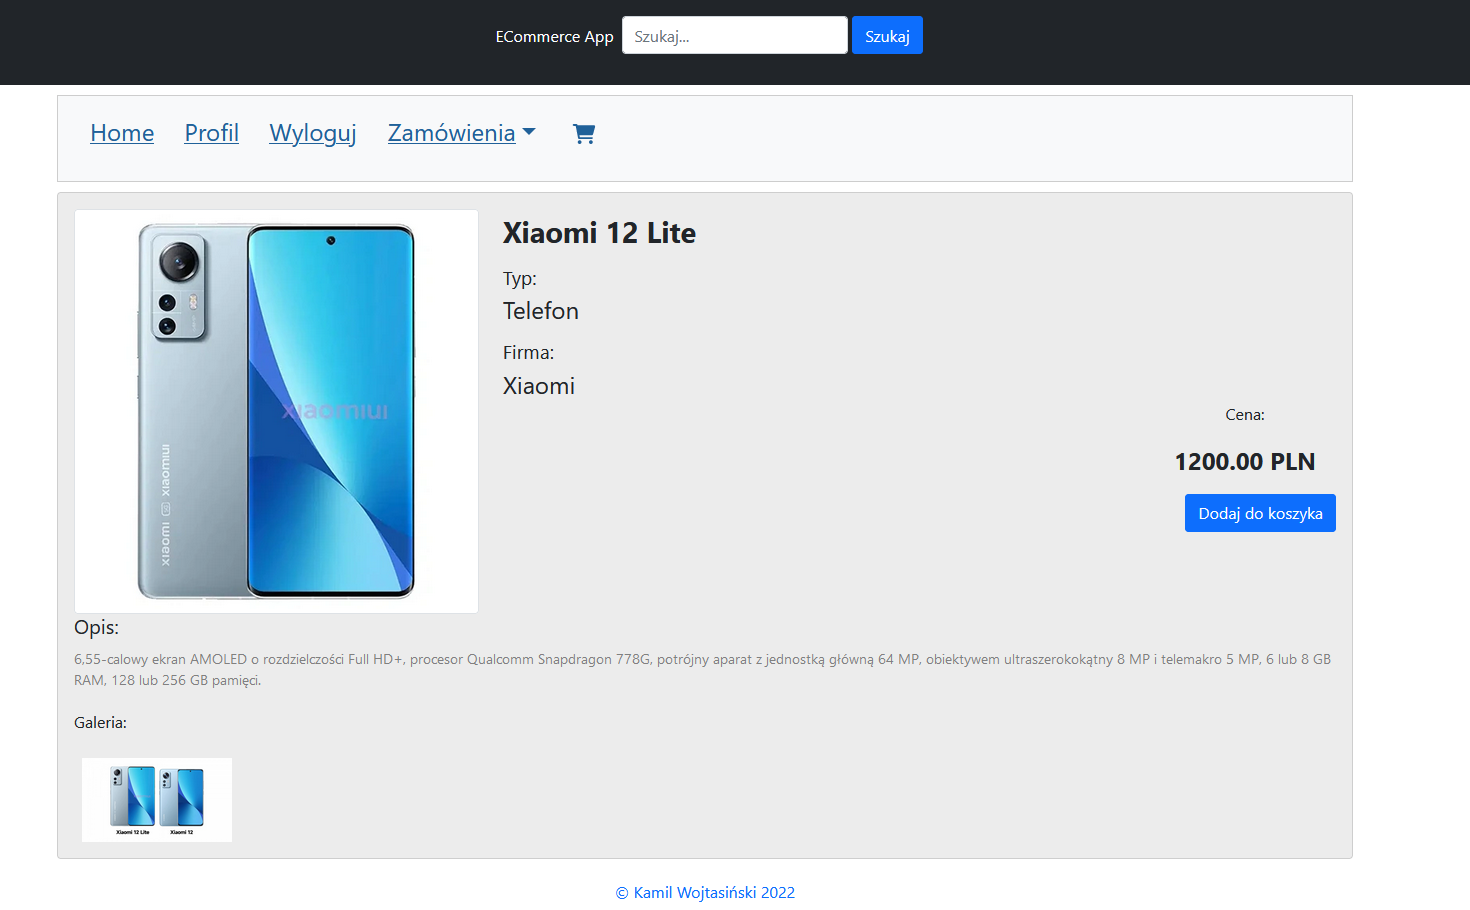 ECommerce App Szukaj... Szukaj
Home Profil Wyloguj Zamówienia
Xiaomi 12 Lite
Typ:
Telefon
Firma:
Xiaomi
xiaomiui
xiaomi 5G xiaomiui
Cena:
1200.00 PLN
Dodaj do koszyka
Opis:
6,55-calowy ekran AMOLED o rozdzielczości Full HD+, procesor Qualcomm Snapdragon 778G, potrójny aparat z jednostką główną 64 MP, obiektywem ultraszerokokątny 8 MP i telemakro 5 MP, 6 lub 8 GB
RAM, 128 lub 256 GB pamięci.
Galeria:
Xiaomi 12 Lite Xiaomi 12
© Kamil Wojtasiński 2022